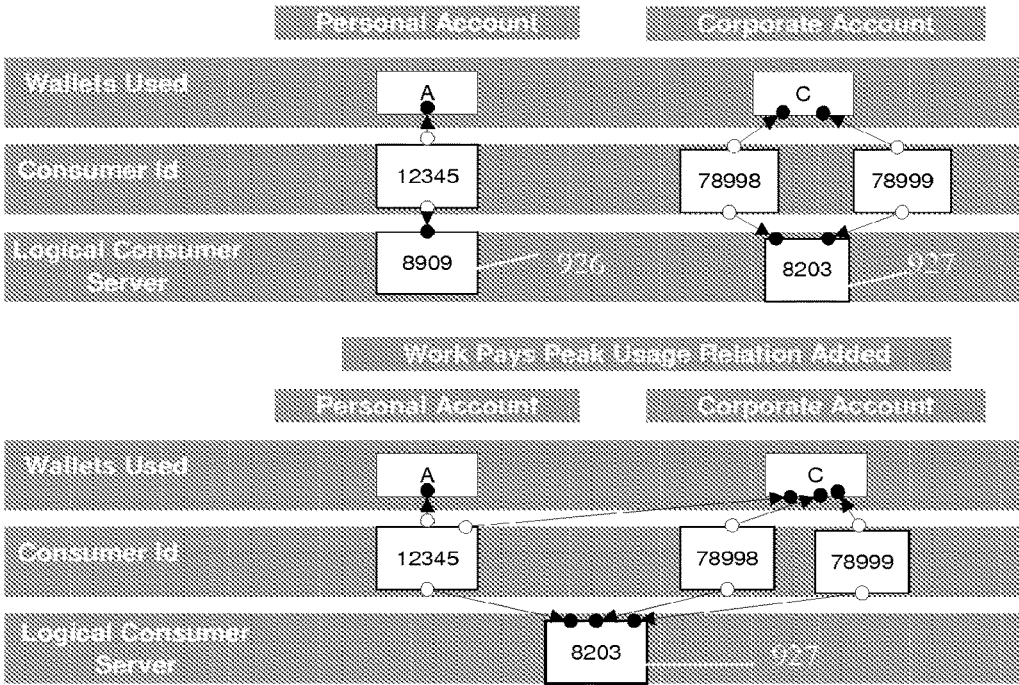 Personal Account
Corporate Account
Wallets Used
A
C
Consumer Id
12345
78998
78999
Logical Consumer
Server
8909
926
8203
927
Work Pays Peak Usage Relation Added
Personal Account
Corporate Account
Wallets Used
A
C
Consumer Id
12345
78998
78999
Logical Consumer
Server
8203
927